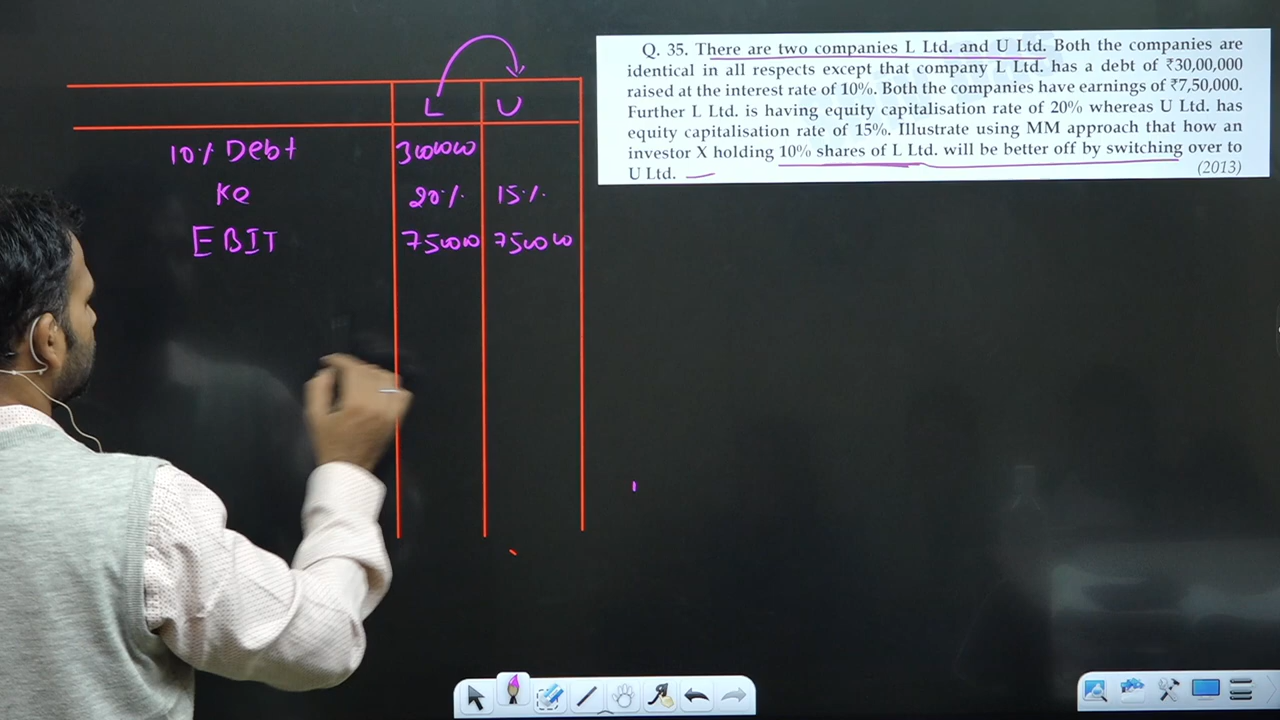 L U
10% Debt 3000000
Ke 20% 15%
EBIT 750000 750000
Q. 35. There are two companies L Ltd. and U Ltd. Both the companies are
identical in all respects except that company L Ltd. has a debt of ₹30,00,000
raised at the interest rate of 10%. Both the companies have earnings of ₹7,50,000.
Further L Ltd. is having equity capitalisation rate of 20% whereas U Ltd. has
equity capitalisation rate of 15%. Illustrate using MM approach that how an
investor X holding 10% shares of L Ltd. will be better off by switching over to
U Ltd. (2013)